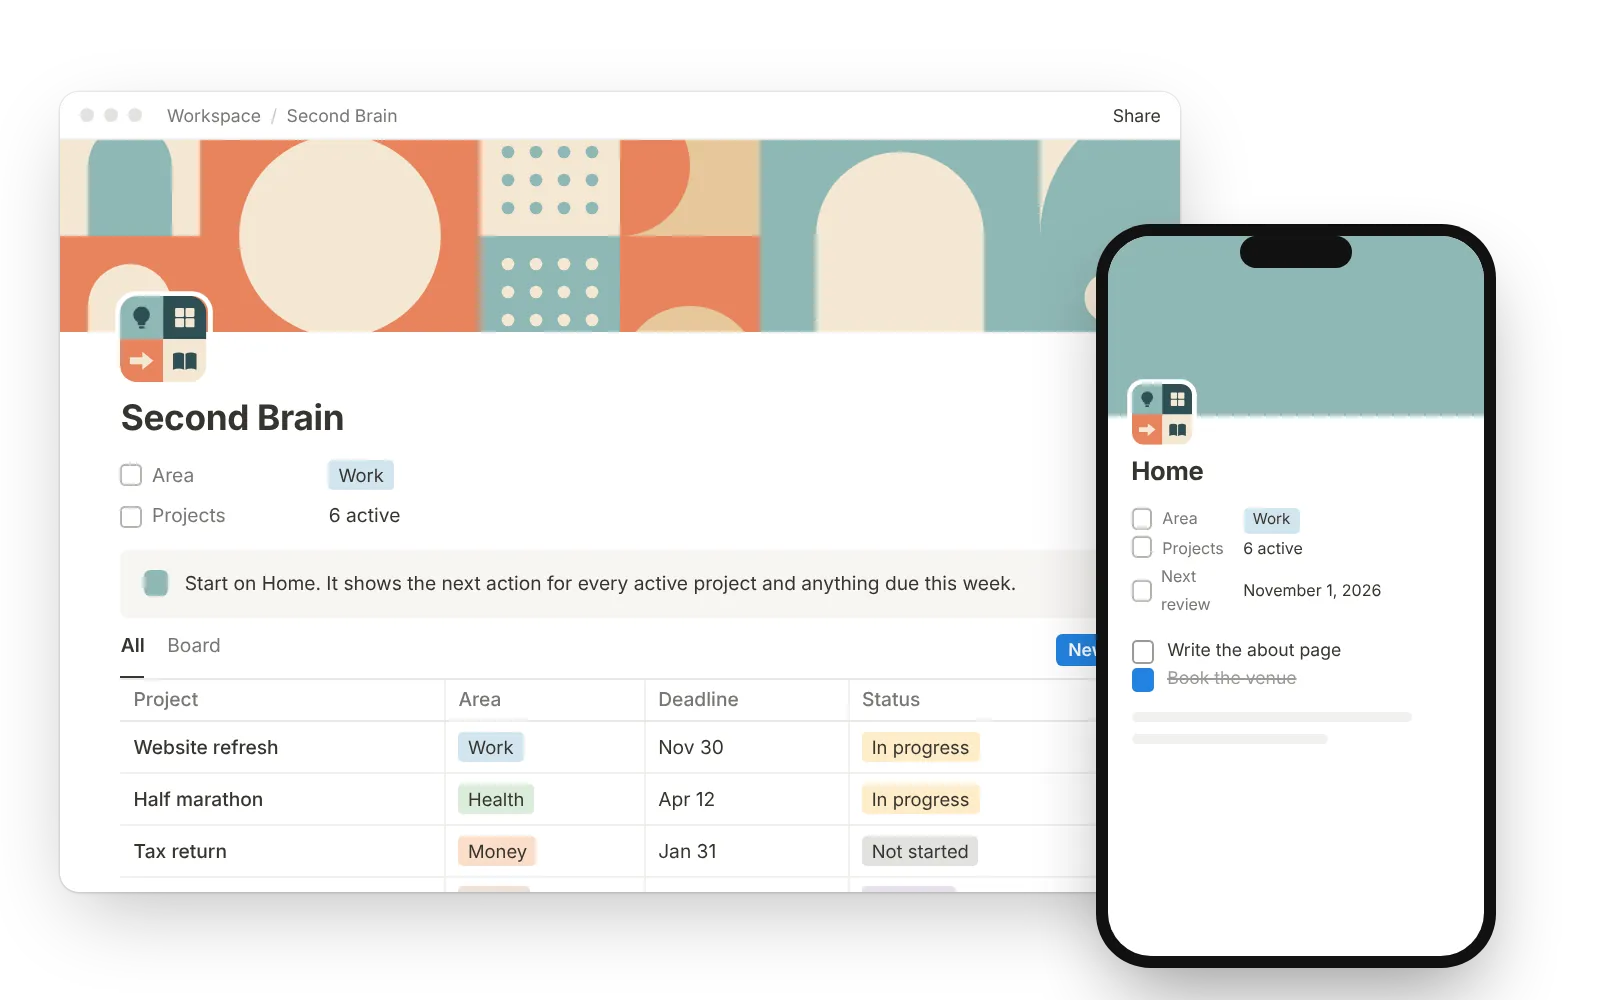 Workspace / Second Brain
Share
Second Brain
Area Work
Projects 6 active
Start on Home. It shows the next action for every active project and anything due this week.
All Board
Project Area Deadline Status
Website refresh Work Nov 30 In progress
Half marathon Health Apr 12 In progress
Tax return Money Jan 31 Not started
Home
Area Work
Projects 6 active
Next
review
November 1, 2026
Write the about page
Book the venue